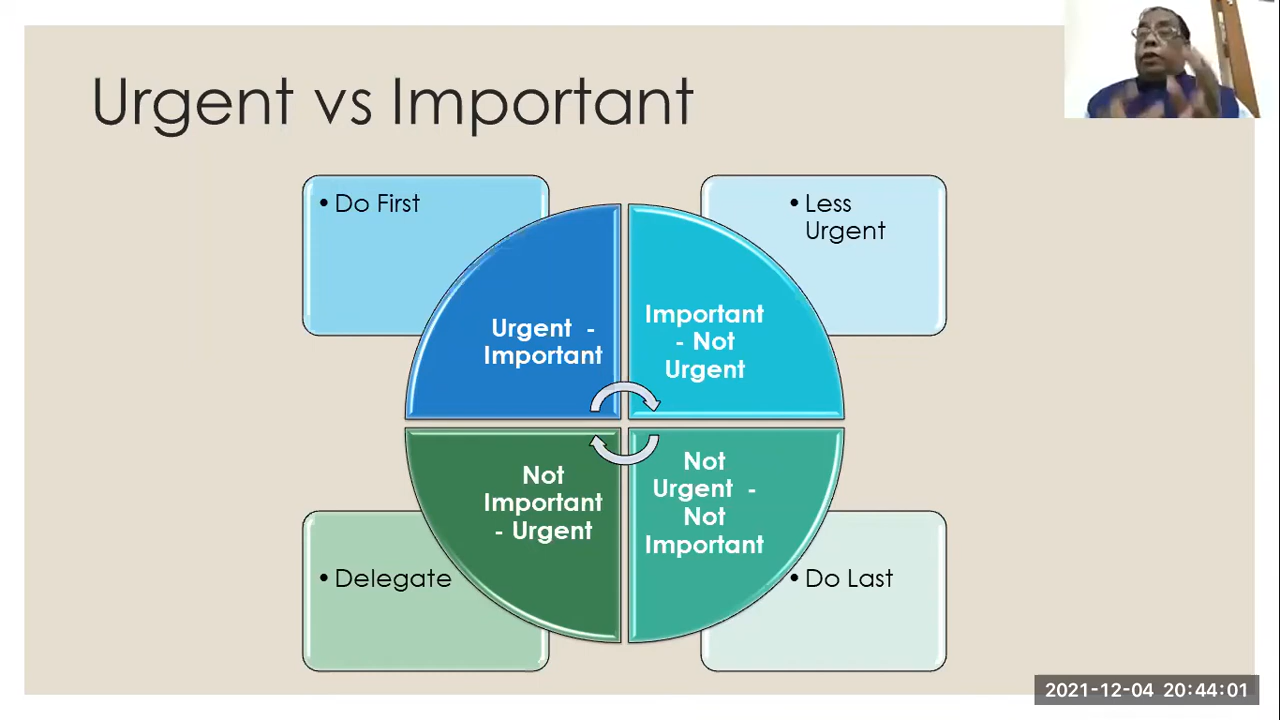 Urgent vs Important
• Do First
• Less
Urgent
Urgent -
Important
Important
- Not
Urgent
Not
Important
- Urgent
Not
Urgent -
Not
Important
• Delegate
• Do Last
2021-12-04 20:44:01